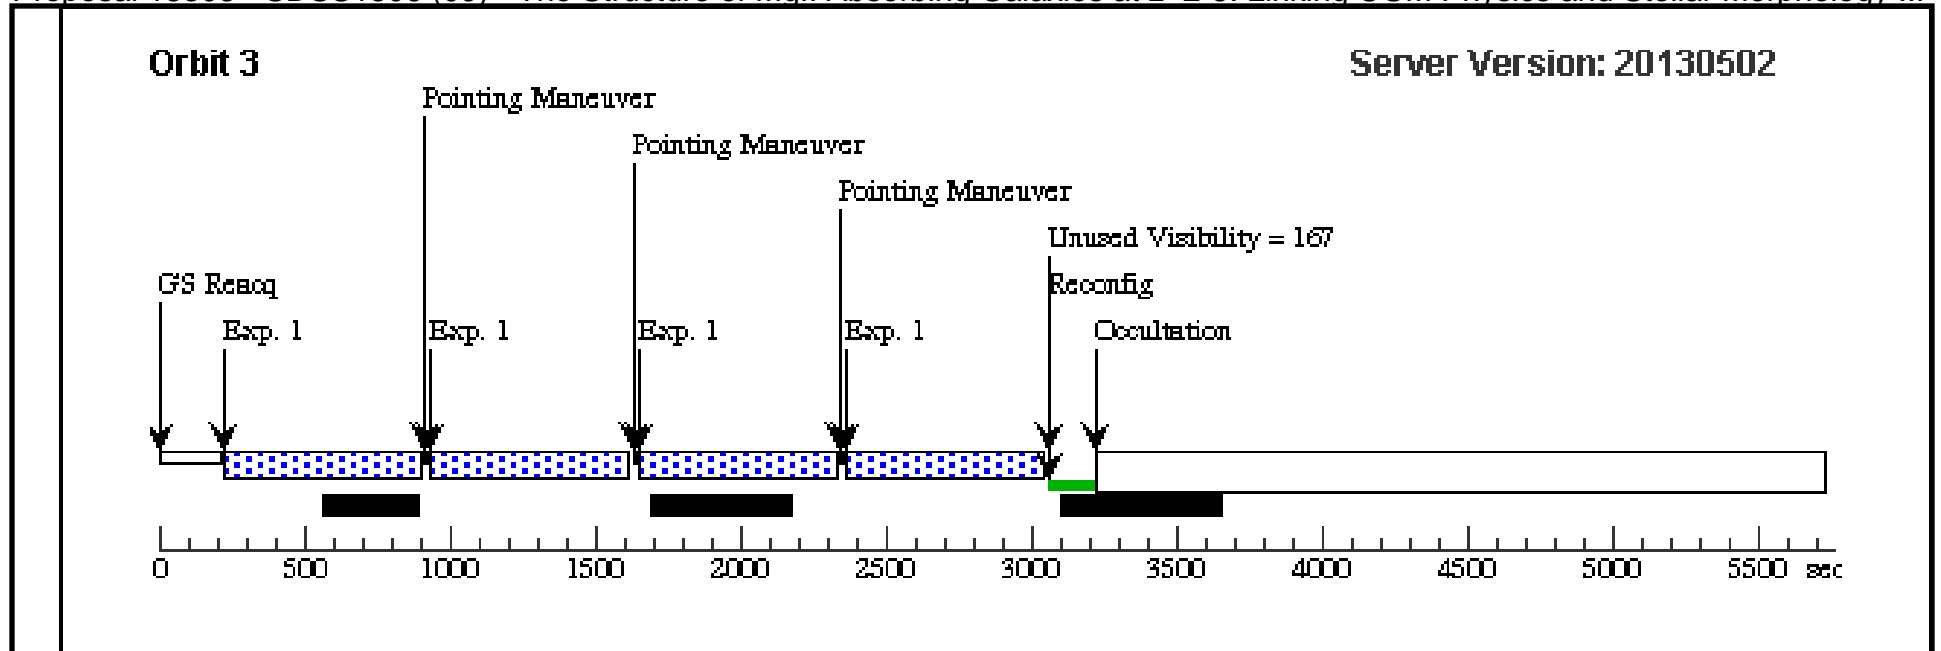 Orbit 3
Server Version: 20130502
Pointing Maneuver
Pointing Maneuver
Pointing Maneuver
Unused Visibility = 167
GS Reacq
Reconfig
Exp. 1
Exp. 1
Exp. 1
Exp. 1
Occultation
0 500 1000 1500 2000 2500 3000 3500 4000 4500 5000 5500 sec